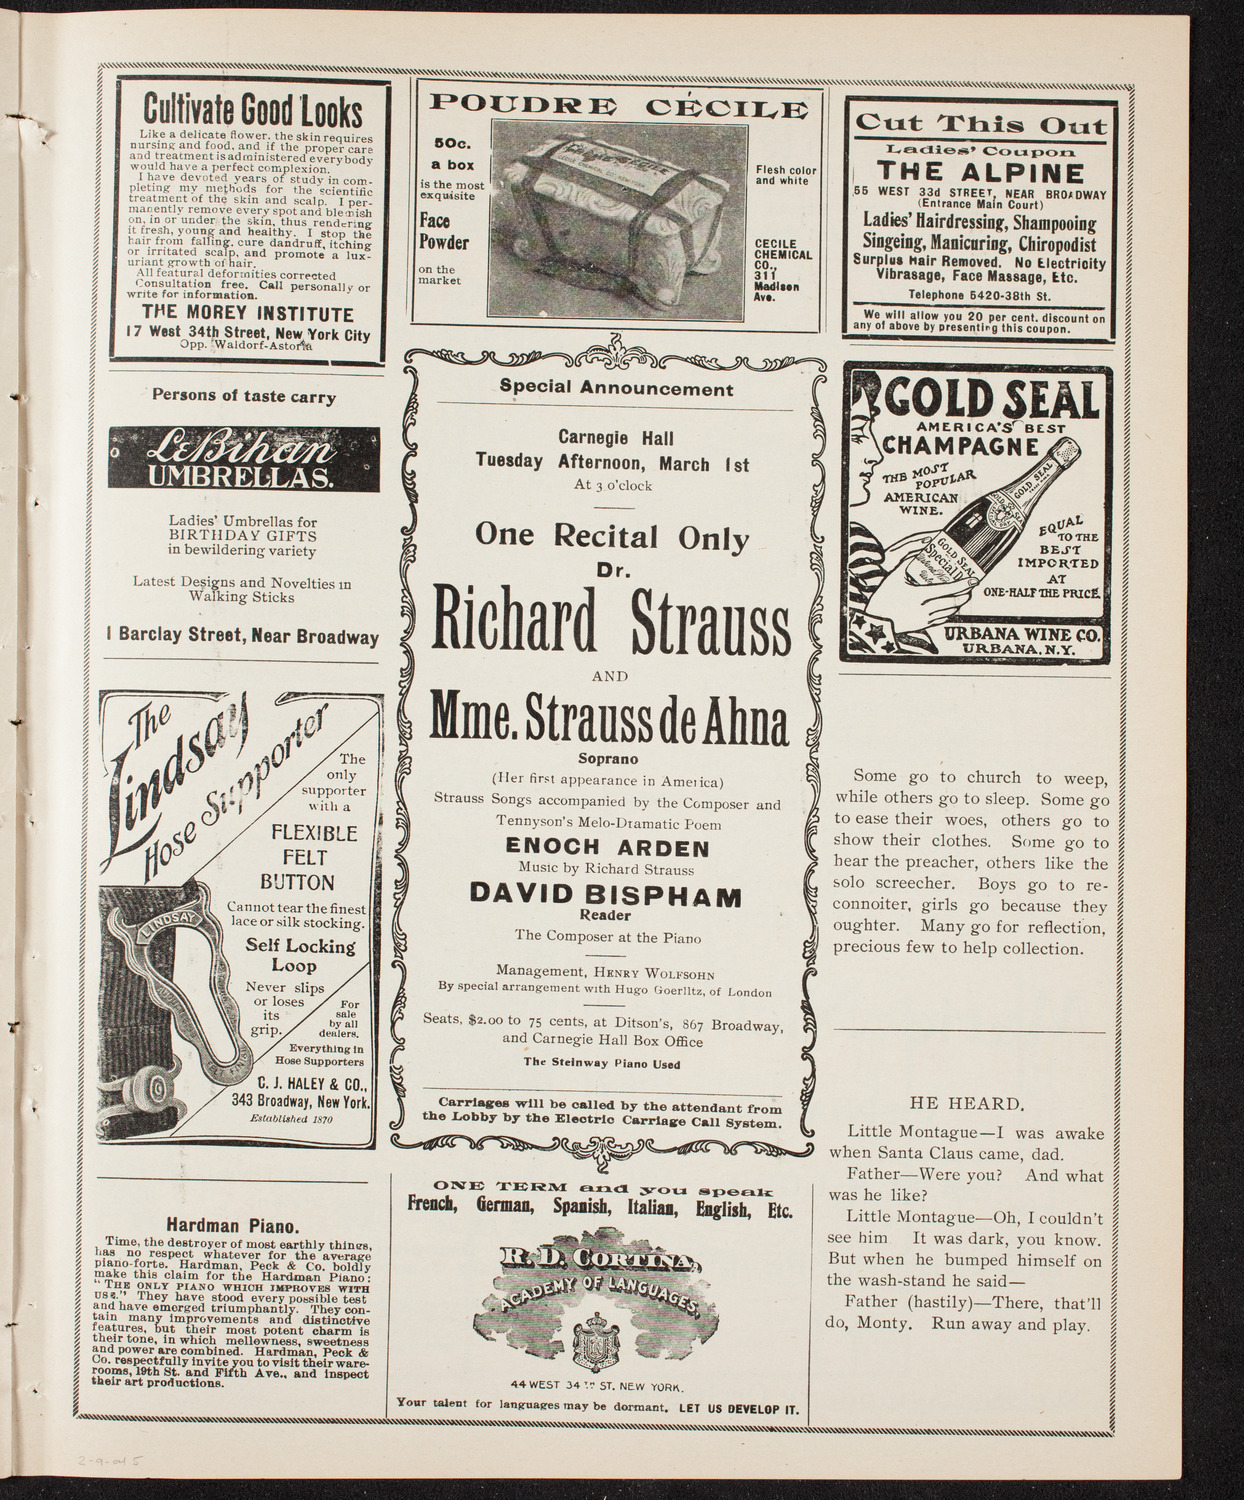 Cultivate Good Looks
Like a delicate flower, the skin requires
nursing and food, and if the proper care
and treatment is administered everybody
would have a perfect complexion.
I have devoted years of study in com-
pleting my methods for the scientific
treatment of the skin and scalp. I per-
manently remove every spot and blemish
on, in or under the skin, thus rendering
it fresh, young and healthy. I stop the
hair from falling, cure dandruff, itching
or irritated scalp, and promote a lux-
uriant growth of hair.
All featural deformities corrected
Consultation free. Call personally or
write for information.
THE MOREY INSTITUTE
17 West 34th Street, New York City
Opp. Waldorf-Astoria
Persons of taste carry
LeBihan
UMBRELLAS.
Ladies' Umbrellas for
BIRTHDAY GIFTS
in bewildering variety
Latest Designs and Novelties in
Walking Sticks
1 Barclay Street, Near Broadway
The
Lindsay
Hose Supporter
The
only
supporter
with a
FLEXIBLE
FELT
BUTTON
Cannot tear the finest
lace or silk stocking.
Self Locking
Loop
Never slips
or loses
its
grip.
For
sale
by all
dealers.
Everything in
Hose Supporters
C. J. HALEY & CO.,
343 Broadway, New York.
Established 1870
LINDSAY
Hardman Piano.
Time, the destroyer of most earthly things,
has no respect whatever for the average
piano-forte. Hardman, Peck & Co. boldly
make this claim for the Hardman Piano:
"THE ONLY PIANO WHICH IMPROVES WITH
USE." They have stood every possible test
and have emerged triumphantly. They con-
tain many improvements and distinctive
features, but their most potent charm is
their tone, in which mellowness, sweetness
and power are combined. Hardman, Peck &
Co. respectfully invite you to visit their ware-
rooms, 19th St. and Fifth Ave., and inspect
their art productions.
POUDRE CÉCILE
50c.
a box
is the most
exquisite
Face
Powder
on the
market
Flesh color
and white
CECILE
CHEMICAL
CO.,
311
Madison
Ave.
Special Announcement
Carnegie Hall
Tuesday Afternoon, March 1st
At 3 o'clock
One Recital Only
Dr.
Richard Strauss
AND
Mme. Strauss de Ahna
Soprano
(Her first appearance in America)
Strauss Songs accompanied by the Composer and
Tennyson's Melo-Dramatic Poem
ENOCH ARDEN
Music by Richard Strauss
DAVID BISPHAM
Reader
The Composer at the Piano
Management, HENRY WOLFSOHN
By special arrangement with Hugo Goerlitz, of London
Seats, $2.00 to 75 cents, at Ditson's, 867 Broadway,
and Carnegie Hall Box Office
The Steinway Piano Used
Carriages will be called by the attendant from
the Lobby by the Electric Carriage Call System.
ONE TERM and you speak
French, German, Spanish, Italian, English, Etc.
R. D. CORTINA,
ACADEMY OF LANGUAGES,
44 WEST 34TH ST. NEW YORK.
Your talent for languages may be dormant. LET US DEVELOP IT.
Cut This Out
Ladies' Coupon
THE ALPINE
55 WEST 33d STREET, NEAR BROADWAY
(Entrance Main Court)
Ladies' Hairdressing, Shampooing
Singeing, Manicuring, Chiropodist
Surplus Hair Removed. No Electricity
Vibrasage, Face Massage, Etc.
Telephone 5420-38th St.
We will allow you 20 per cent. discount on
any of above by presenting this coupon.
GOLD SEAL
AMERICA'S BEST
CHAMPAGNE
THE MOST
POPULAR
AMERICAN
WINE.
GOLD SEAL
GOLD SEAL
Special
EQUAL
TO THE
BEST
IMPORTED
AT
ONE-HALF THE PRICE.
URBANA WINE CO.
URBANA, N.Y.
Some go to church to weep,
while others go to sleep. Some go
to ease their woes, others go to
show their clothes. Some go to
hear the preacher, others like the
solo screecher. Boys go to re-
connoiter, girls go because they
oughter. Many go for reflection,
precious few to help collection.
HE HEARD.
Little Montague—I was awake
when Santa Claus came, dad.
Father—Were you? And what
was he like?
Little Montague—Oh, I couldn't
see him It was dark, you know.
But when he bumped himself on
the wash-stand he said—
Father (hastily)—There, that'll
do, Monty. Run away and play.